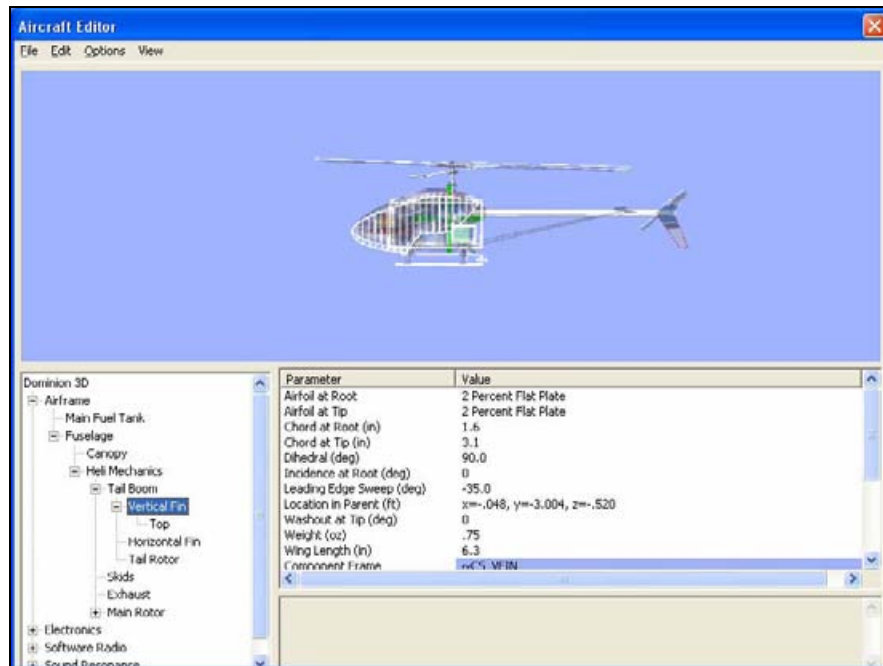 Aircraft Editor
File Edit Options View
Dominion 3D
Airframe
Main Fuel Tank
Fuselage
Canopy
Heli Mechanics
Tail Boom
Vertical Fin
Top
Horizontal Fin
Tail Rotor
Skids
Exhaust
Main Rotor
Electronics
Software Radio
Sound Resonance
Parameter Value
Airfoil at Root 2 Percent Flat Plate
Airfoil at Tip 2 Percent Flat Plate
Chord at Root (in) 1.6
Chord at Tip (in) 3.1
Dihedral (deg) 90.0
Incidence at Root (deg) 0
Leading Edge Sweep (deg) -35.0
Location in Parent (ft) x=-.048, y=-3.004, z=-.520
Washout at Tip (deg) 0
Weight (oz) .75
Wing Length (in) 6.3
Component Frame